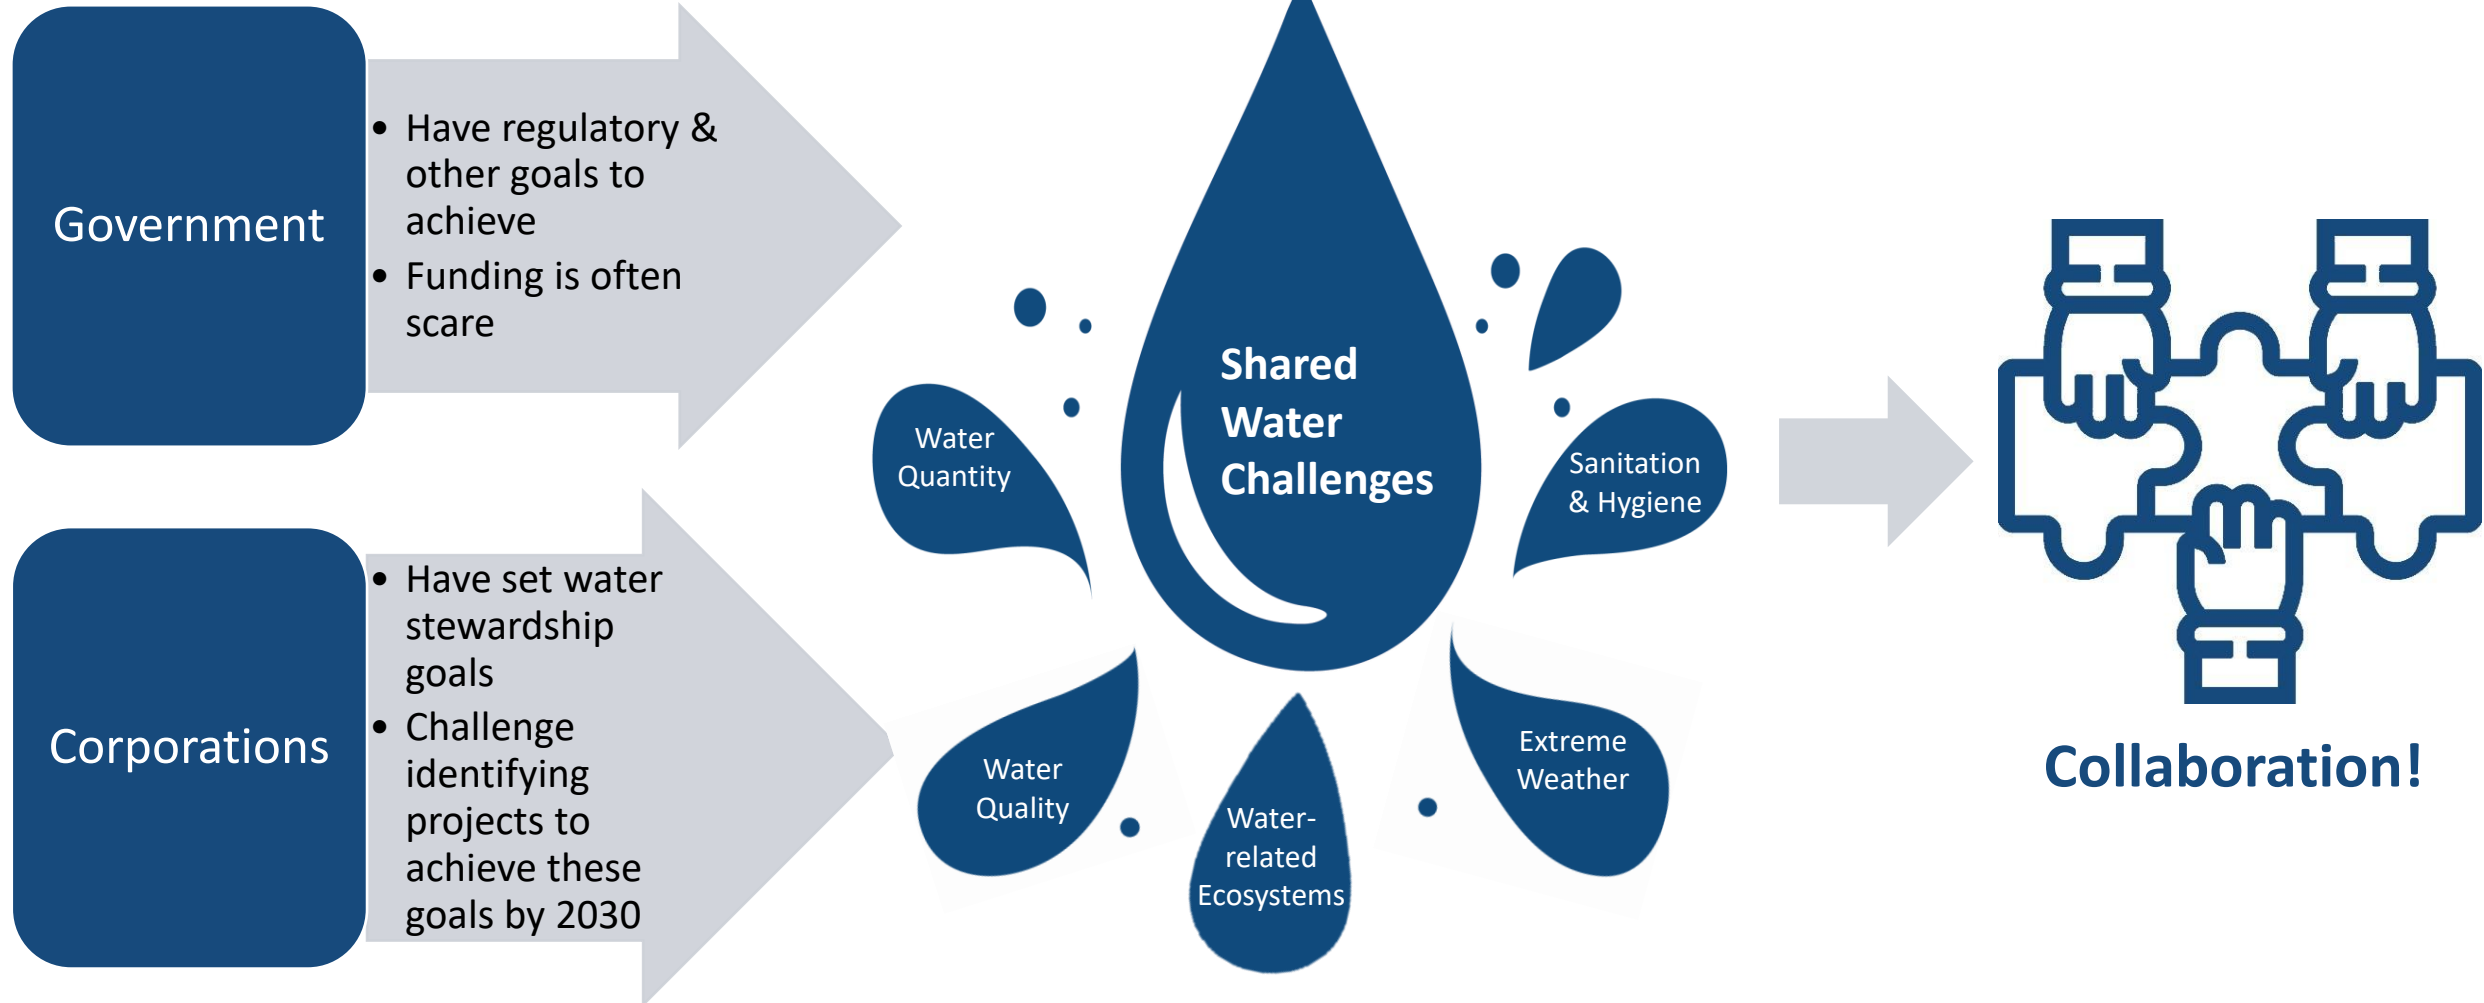 Government
• Have regulatory &
other goals to
achieve
• Funding is often
scare
Corporations
• Have set water
stewardship
goals
• Challenge
identifying
projects to
achieve these
goals by 2030
Shared
Water
Challenges
Water
Quantity
Water
Quality
Water-
related
Ecosystems
Extreme
Weather
Sanitation
& Hygiene
Collaboration!